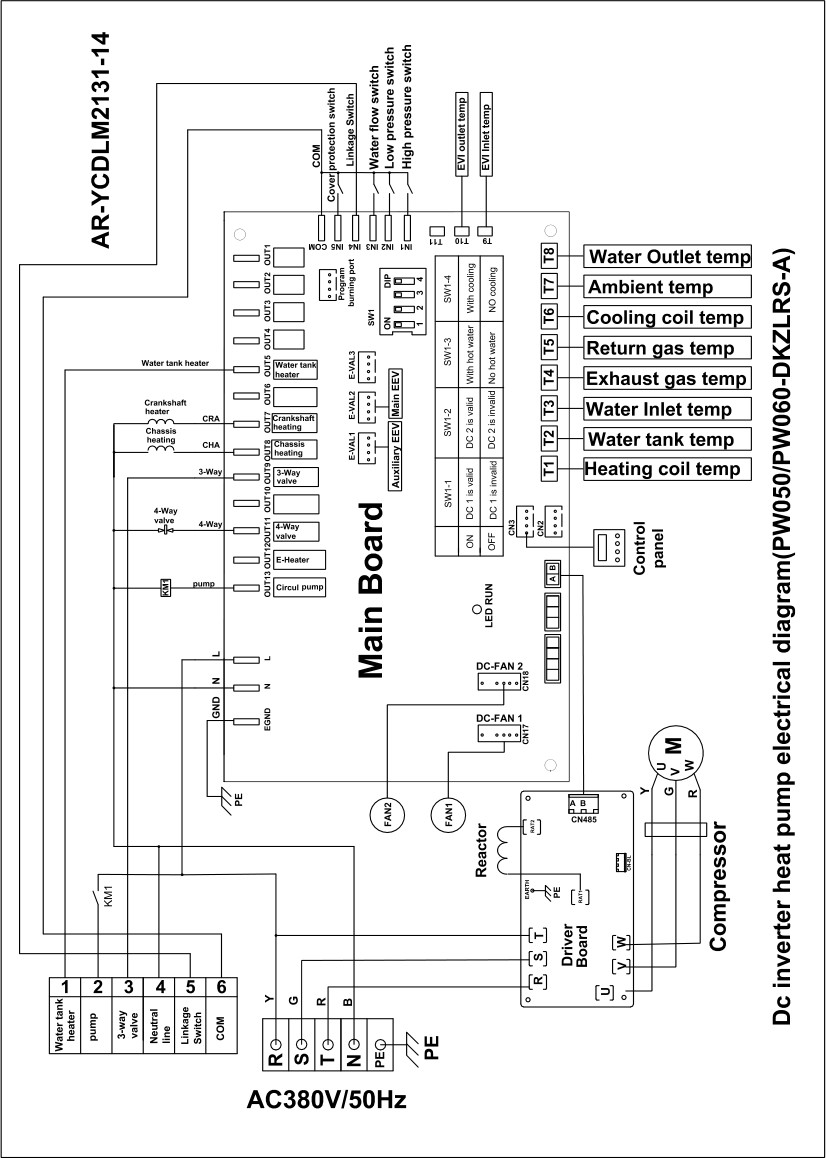 AR-YCDLM2131-14
COM
Cover protection switch
Linkage Switch
Water flow switch
Low pressure switch
High pressure switch
EVI outlet temp
EVI Inlet temp
COM
IN5
IN4
IN3
IN2
IN1
T11
T10
T9
OUT1
OUT2
OUT3
OUT4
OUT5
OUT6
OUT7
OUT8
OUT9
OUT10
OUT11
OUT12
OUT13
Program
burning port
SW1
ON
DIP
1
2
3
4
Water tank heater
Water tank
heater
Crankshaft
heater
CRA
Crankshaft
heating
Chassis
heating
CHA
Chassis
heating
3-Way
3-Way
valve
4-Way
valve
4-Way
4-Way
valve
E-Heater
KM1
pump
Circul pump
E-VAL3
E-VAL2
E-VAL1
Main EEV
Auxiliary EEV
SW1-1
SW1-2
SW1-3
SW1-4
ON
DC 1 is valid
DC 2 is valid
With hot water
With cooling
OFF
DC 1 is invalid
DC 2 is invalid
No hot water
NO cooling
T8
Water Outlet temp
T7
Ambient temp
T6
Cooling coil temp
T5
Return gas temp
T4
Exhaust gas temp
T3
Water Inlet temp
T2
Water tank temp
T1
Heating coil temp
Main Board
CN3
CN2
Control
panel
A
B
LED RUN
L
L
N
N
GND
EGND
PE
DC-FAN 2
CN18
DC-FAN 1
CN17
FAN2
FAN1
A B
CN485
Reactor
RAT2
RAT1
EARTH
PE
CN-BL
Driver
Board
T
S
R
W
V
U
M
U
V
W
Y
G
R
Compressor
KM1
1
2
3
4
5
6
Water tank
heater
pump
3-way
valve
Neutral
line
Linkage
Switch
COM
Y
G
R
B
R
S
T
N
PE
PE
AC380V/50Hz
Dc inverter heat pump electrical diagram(PW050/PW060-DKZLRS-A)